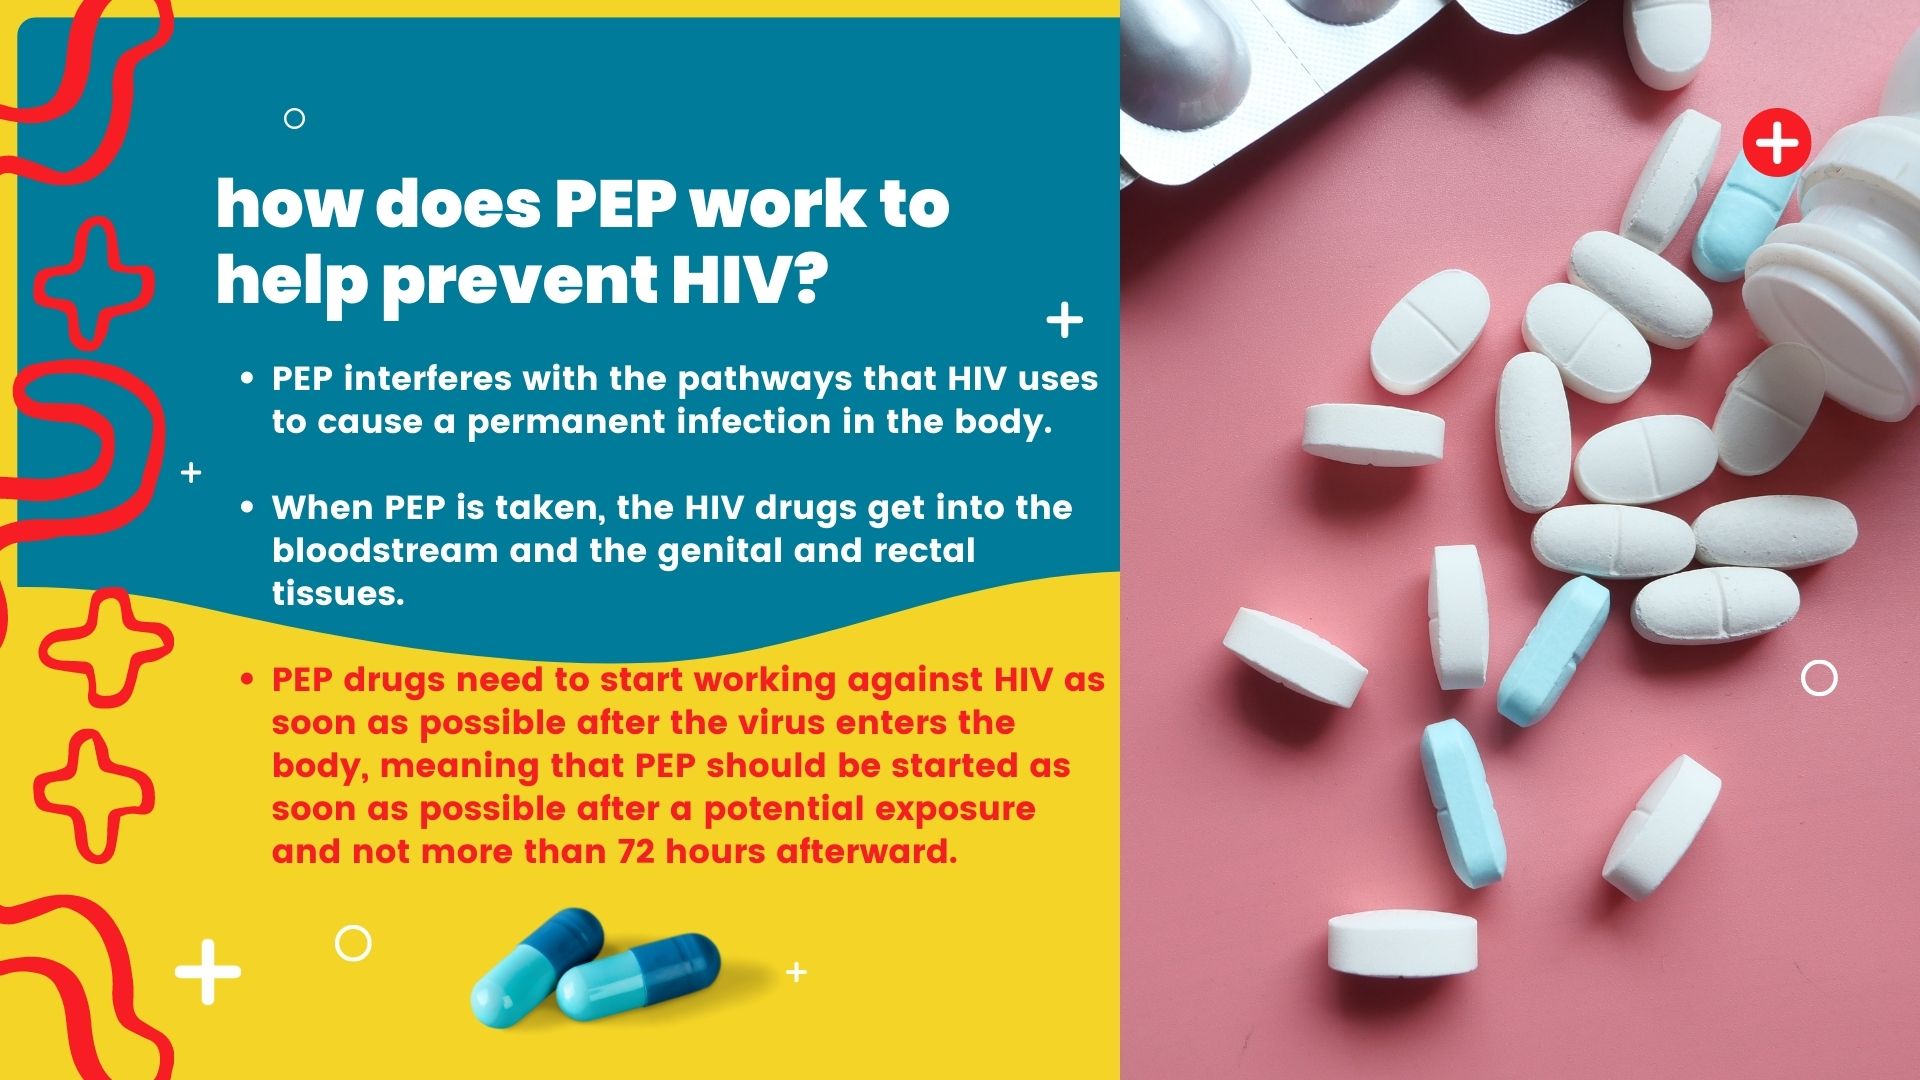 how does PEP work to
help prevent HIV?
• PEP interferes with the pathways that HIV uses
to cause a permanent infection in the body.
• When PEP is taken, the HIV drugs get into the
bloodstream and the genital and rectal
tissues.
• PEP drugs need to start working against HIV as
soon as possible after the virus enters the
body, meaning that PEP should be started as
soon as possible after a potential exposure
and not more than 72 hours afterward.